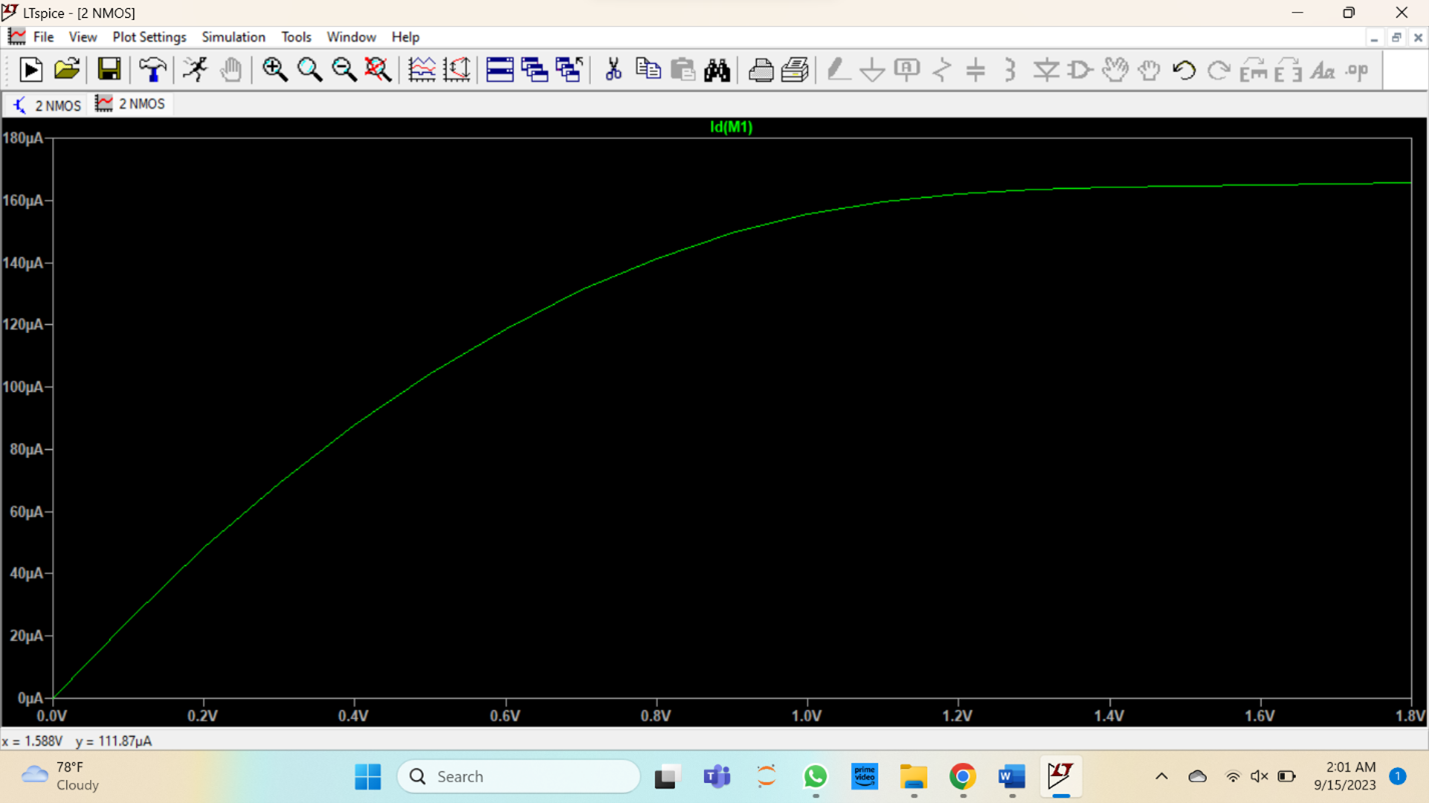 LTspice - [2 NMOS]
File View Plot Settings Simulation Tools Window Help
2 NMOS 2 NMOS
Id(M1)
180µA
160µA
140µA
120µA
100µA
80µA
60µA
40µA
20µA
0µA
0.0V 0.2V 0.4V 0.6V 0.8V 1.0V 1.2V 1.4V 1.6V 1.8V
x = 1.588V y = 111.87µA
78°F
Cloudy
Search
prime
video
2:01 AM
9/15/2023
1